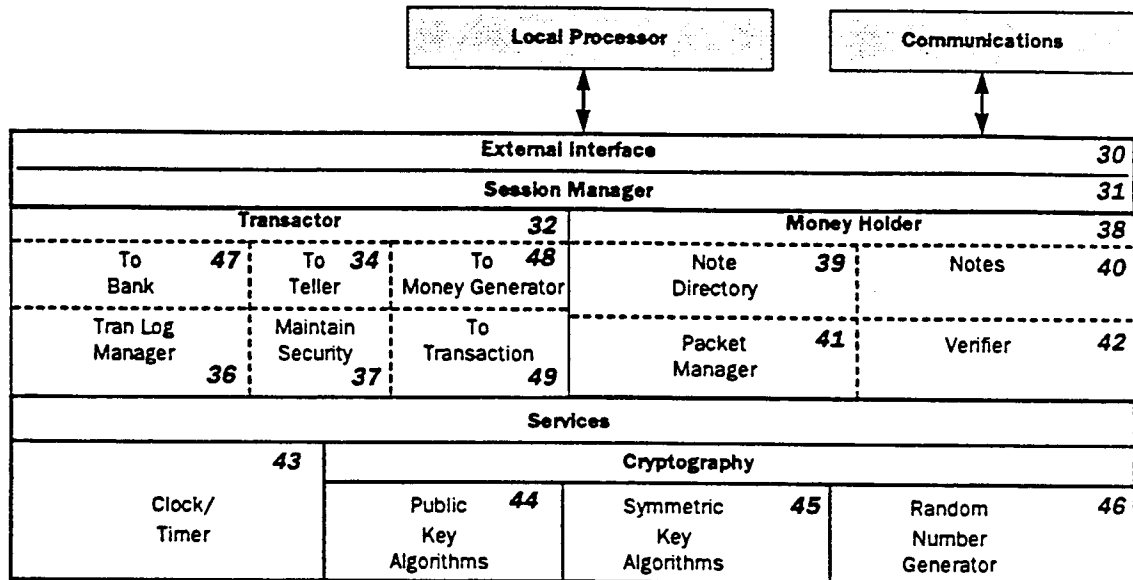 Local Processor
Communications
External Interface 30
Session Manager 31
Transactor 32
Money Holder 38
To 47
Bank
To 34
Teller
To 48
Money Generator
Note 39
Directory
Notes 40
Tran Log
Manager
36
Maintain
Security
37
To
Transaction
49
Packet 41
Manager
Verifier 42
Services
43
Clock/
Timer
Cryptography
Public 44
Key
Algorithms
Symmetric 45
Key
Algorithms
Random 46
Number
Generator